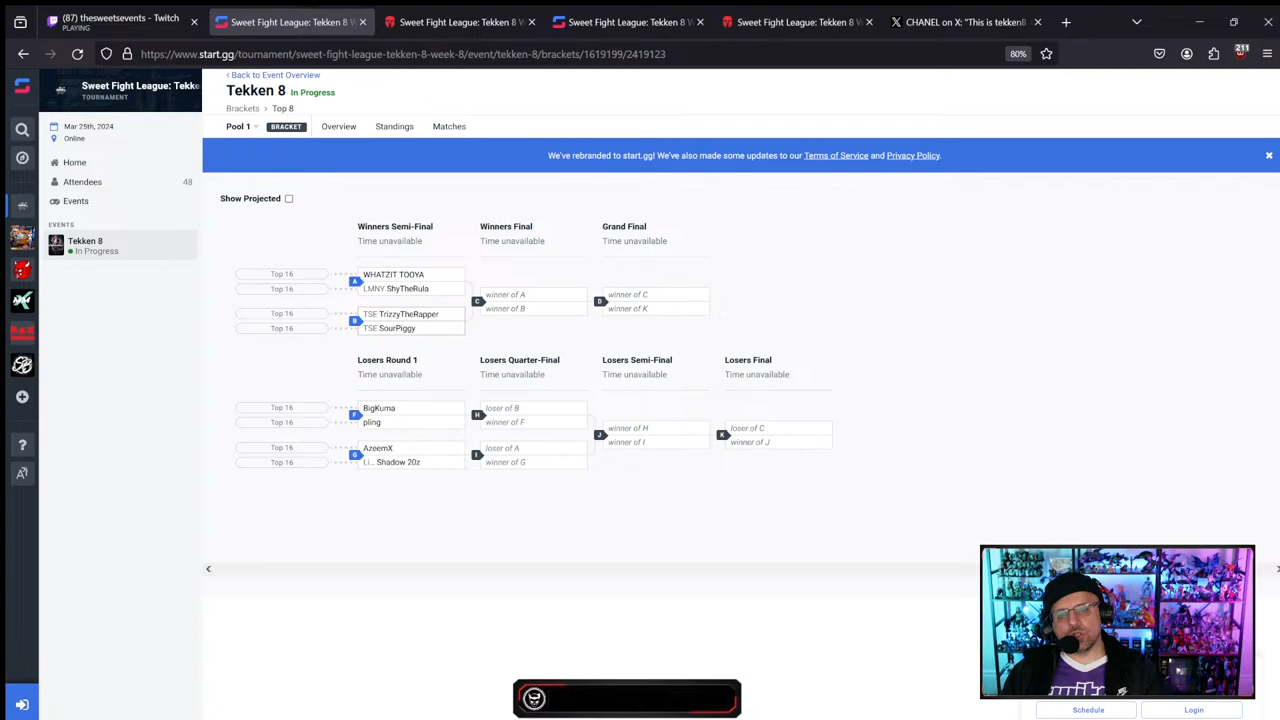 (87) thesweetsevents - Twitch
PLAYING
Sweet Fight League: Tekken 8 W
Sweet Fight League: Tekken 8 W
Sweet Fight League: Tekken 8 W
Sweet Fight League: Tekken 8 W
CHANEL on X: "This is tekken8
https://www.start.gg/tournament/sweet-fight-league-tekken-8-week-8/event/tekken-8/brackets/1619199/2419123
80%
211
Sweet Fight League: Tekke
TOURNAMENT
Mar 25th, 2024
Online
Home
Attendees 48
Events
EVENTS
Tekken 8
In Progress
‹ Back to Event Overview
Tekken 8 In Progress
Brackets > Top 8
Pool 1 BRACKET Overview Standings Matches
We've rebranded to start.gg! We've also made some updates to our Terms of Service and Privacy Policy.
Show Projected
Winners Semi-Final Winners Final Grand Final
Time unavailable Time unavailable Time unavailable
Top 16 WHATZIT TOOYA
A
Top 16 LMNY ShyTheRula
C winner of A
winner of B
D winner of C
winner of K
Top 16 TSE TrizzyTheRapper
B
Top 16 TSE SourPiggy
Losers Round 1 Losers Quarter-Final Losers Semi-Final Losers Final
Time unavailable Time unavailable Time unavailable Time unavailable
Top 16 BigKuma loser of B
F H
Top 16 pling winner of F
J winner of H
winner of I
K loser of C
winner of J
Top 16 AzeemX loser of A
G I
Top 16 Li... Shadow 20z winner of G
Schedule
Login